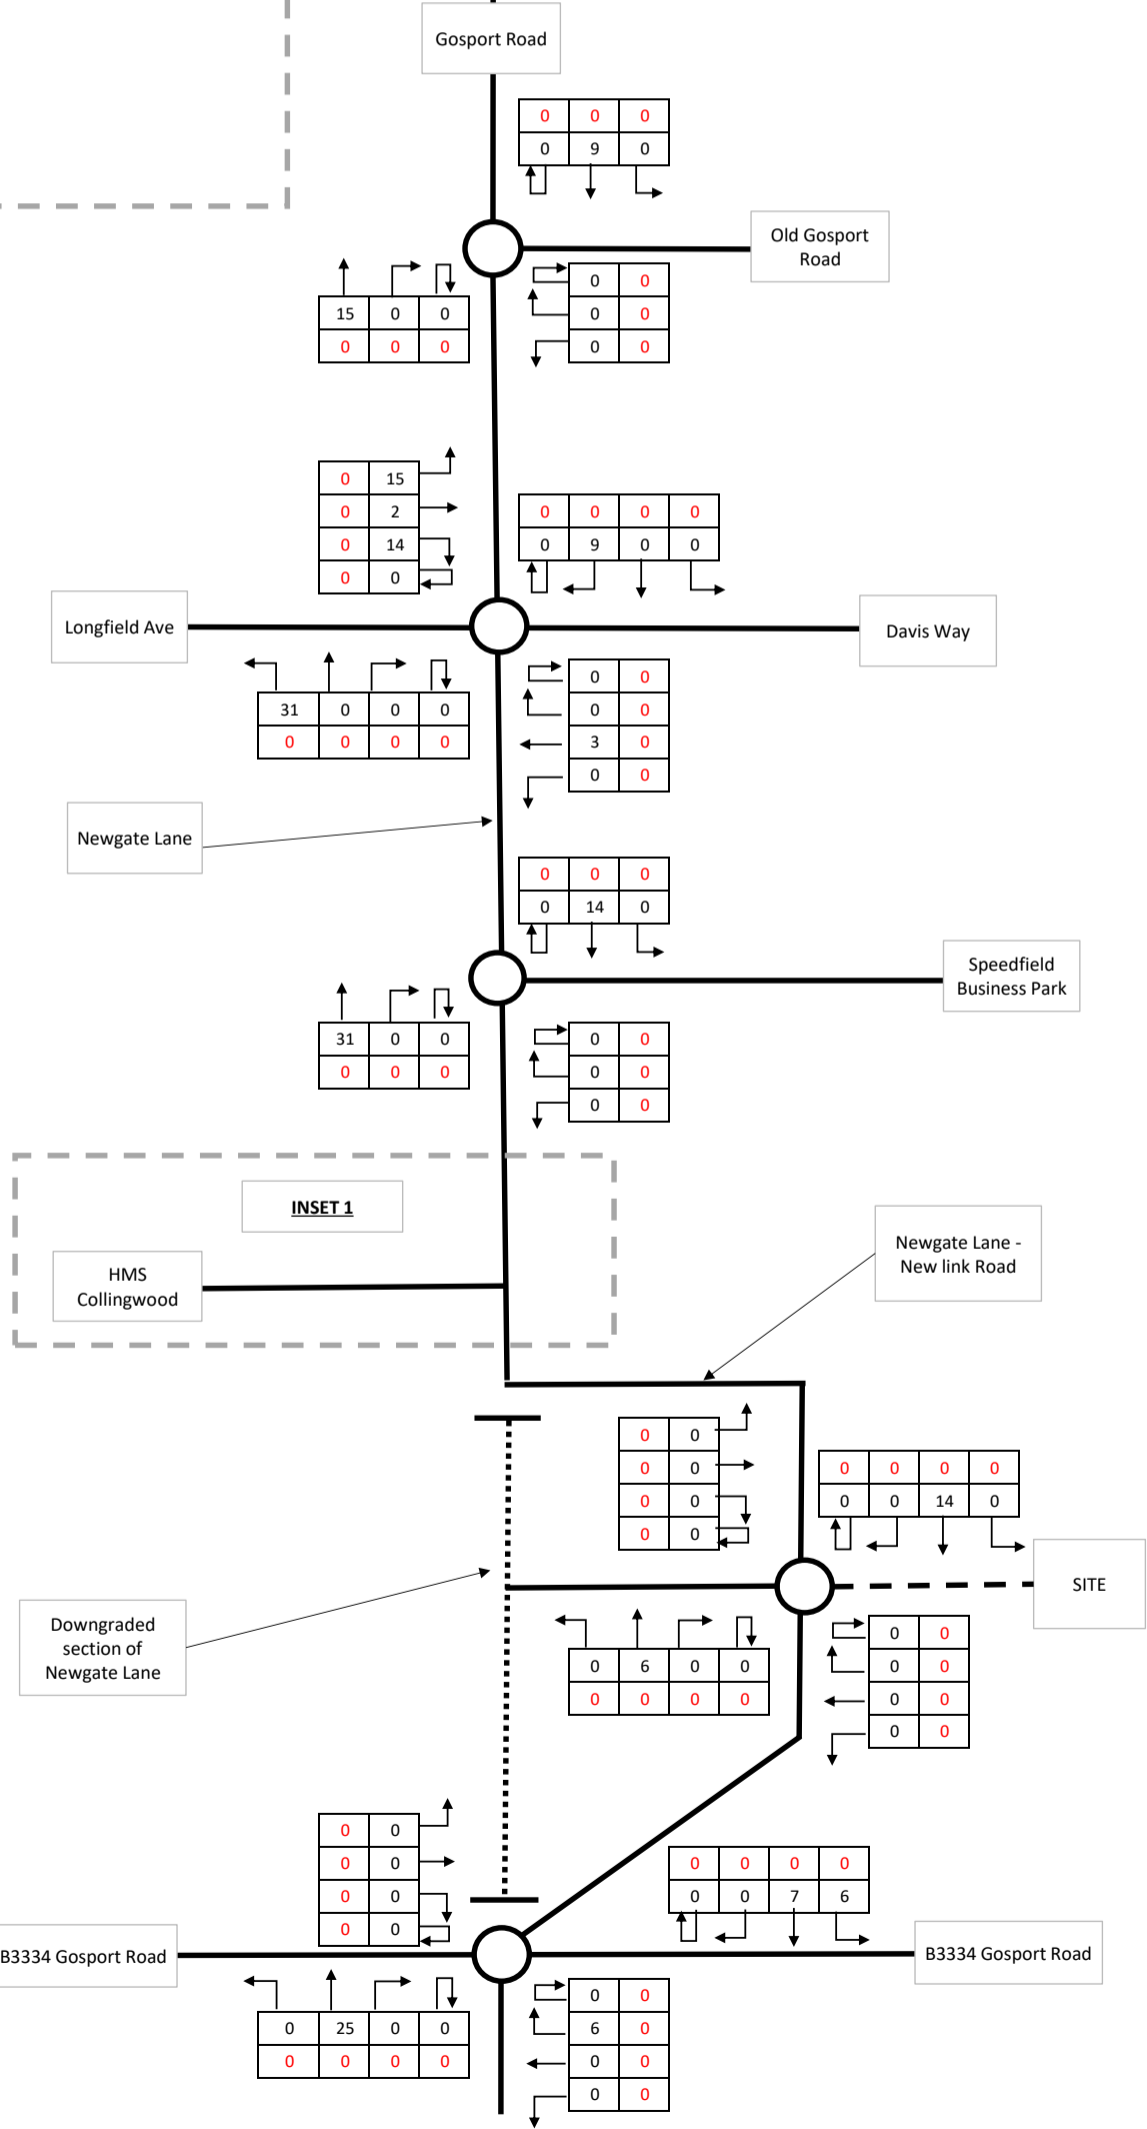 Gosport Road
0 0 0
0 9 0
Old Gosport
Road
0 0
0 0
0 0
15 0 0
0 0 0
0 15
0 2
0 14
0 0
0 0 0 0
0 9 0 0
Longfield Ave
Davis Way
31 0 0 0
0 0 0 0
0 0
0 0
3 0
0 0
Newgate Lane
0 0 0
0 14 0
Speedfield
Business Park
31 0 0
0 0 0
0 0
0 0
0 0
INSET 1
HMS
Collingwood
Newgate Lane -
New link Road
0 0
0 0
0 0
0 0
0 0 0 0
0 0 14 0
SITE
Downgraded
section of
Newgate Lane
0 6 0 0
0 0 0 0
0 0
0 0
0 0
0 0
0 0
0 0
0 0
0 0
0 0 0 0
0 0 7 6
B3334 Gosport Road
B3334 Gosport Road
0 25 0 0
0 0 0 0
0 0
6 0
0 0
0 0